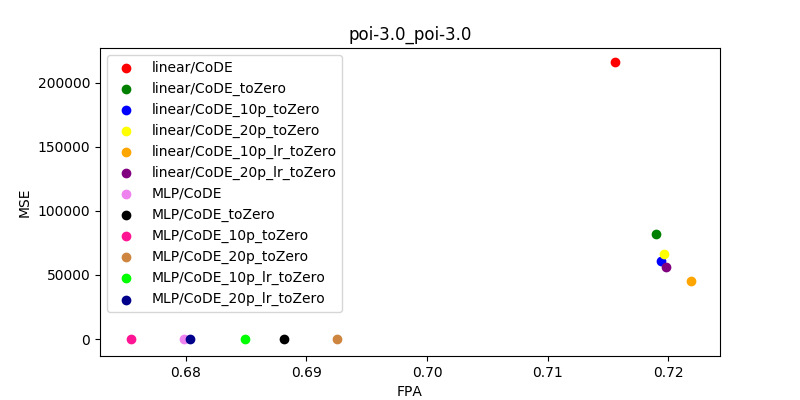 poi-3.0_poi-3.0
MSE
200000
150000
100000
50000
0
linear/CoDE
linear/CoDE_toZero
linear/CoDE_10p_toZero
linear/CoDE_20p_toZero
linear/CoDE_10p_lr_toZero
linear/CoDE_20p_lr_toZero
MLP/CoDE
MLP/CoDE_toZero
MLP/CoDE_10p_toZero
MLP/CoDE_20p_toZero
MLP/CoDE_10p_lr_toZero
MLP/CoDE_20p_lr_toZero
0.68 0.69 0.70 0.71 0.72
FPA